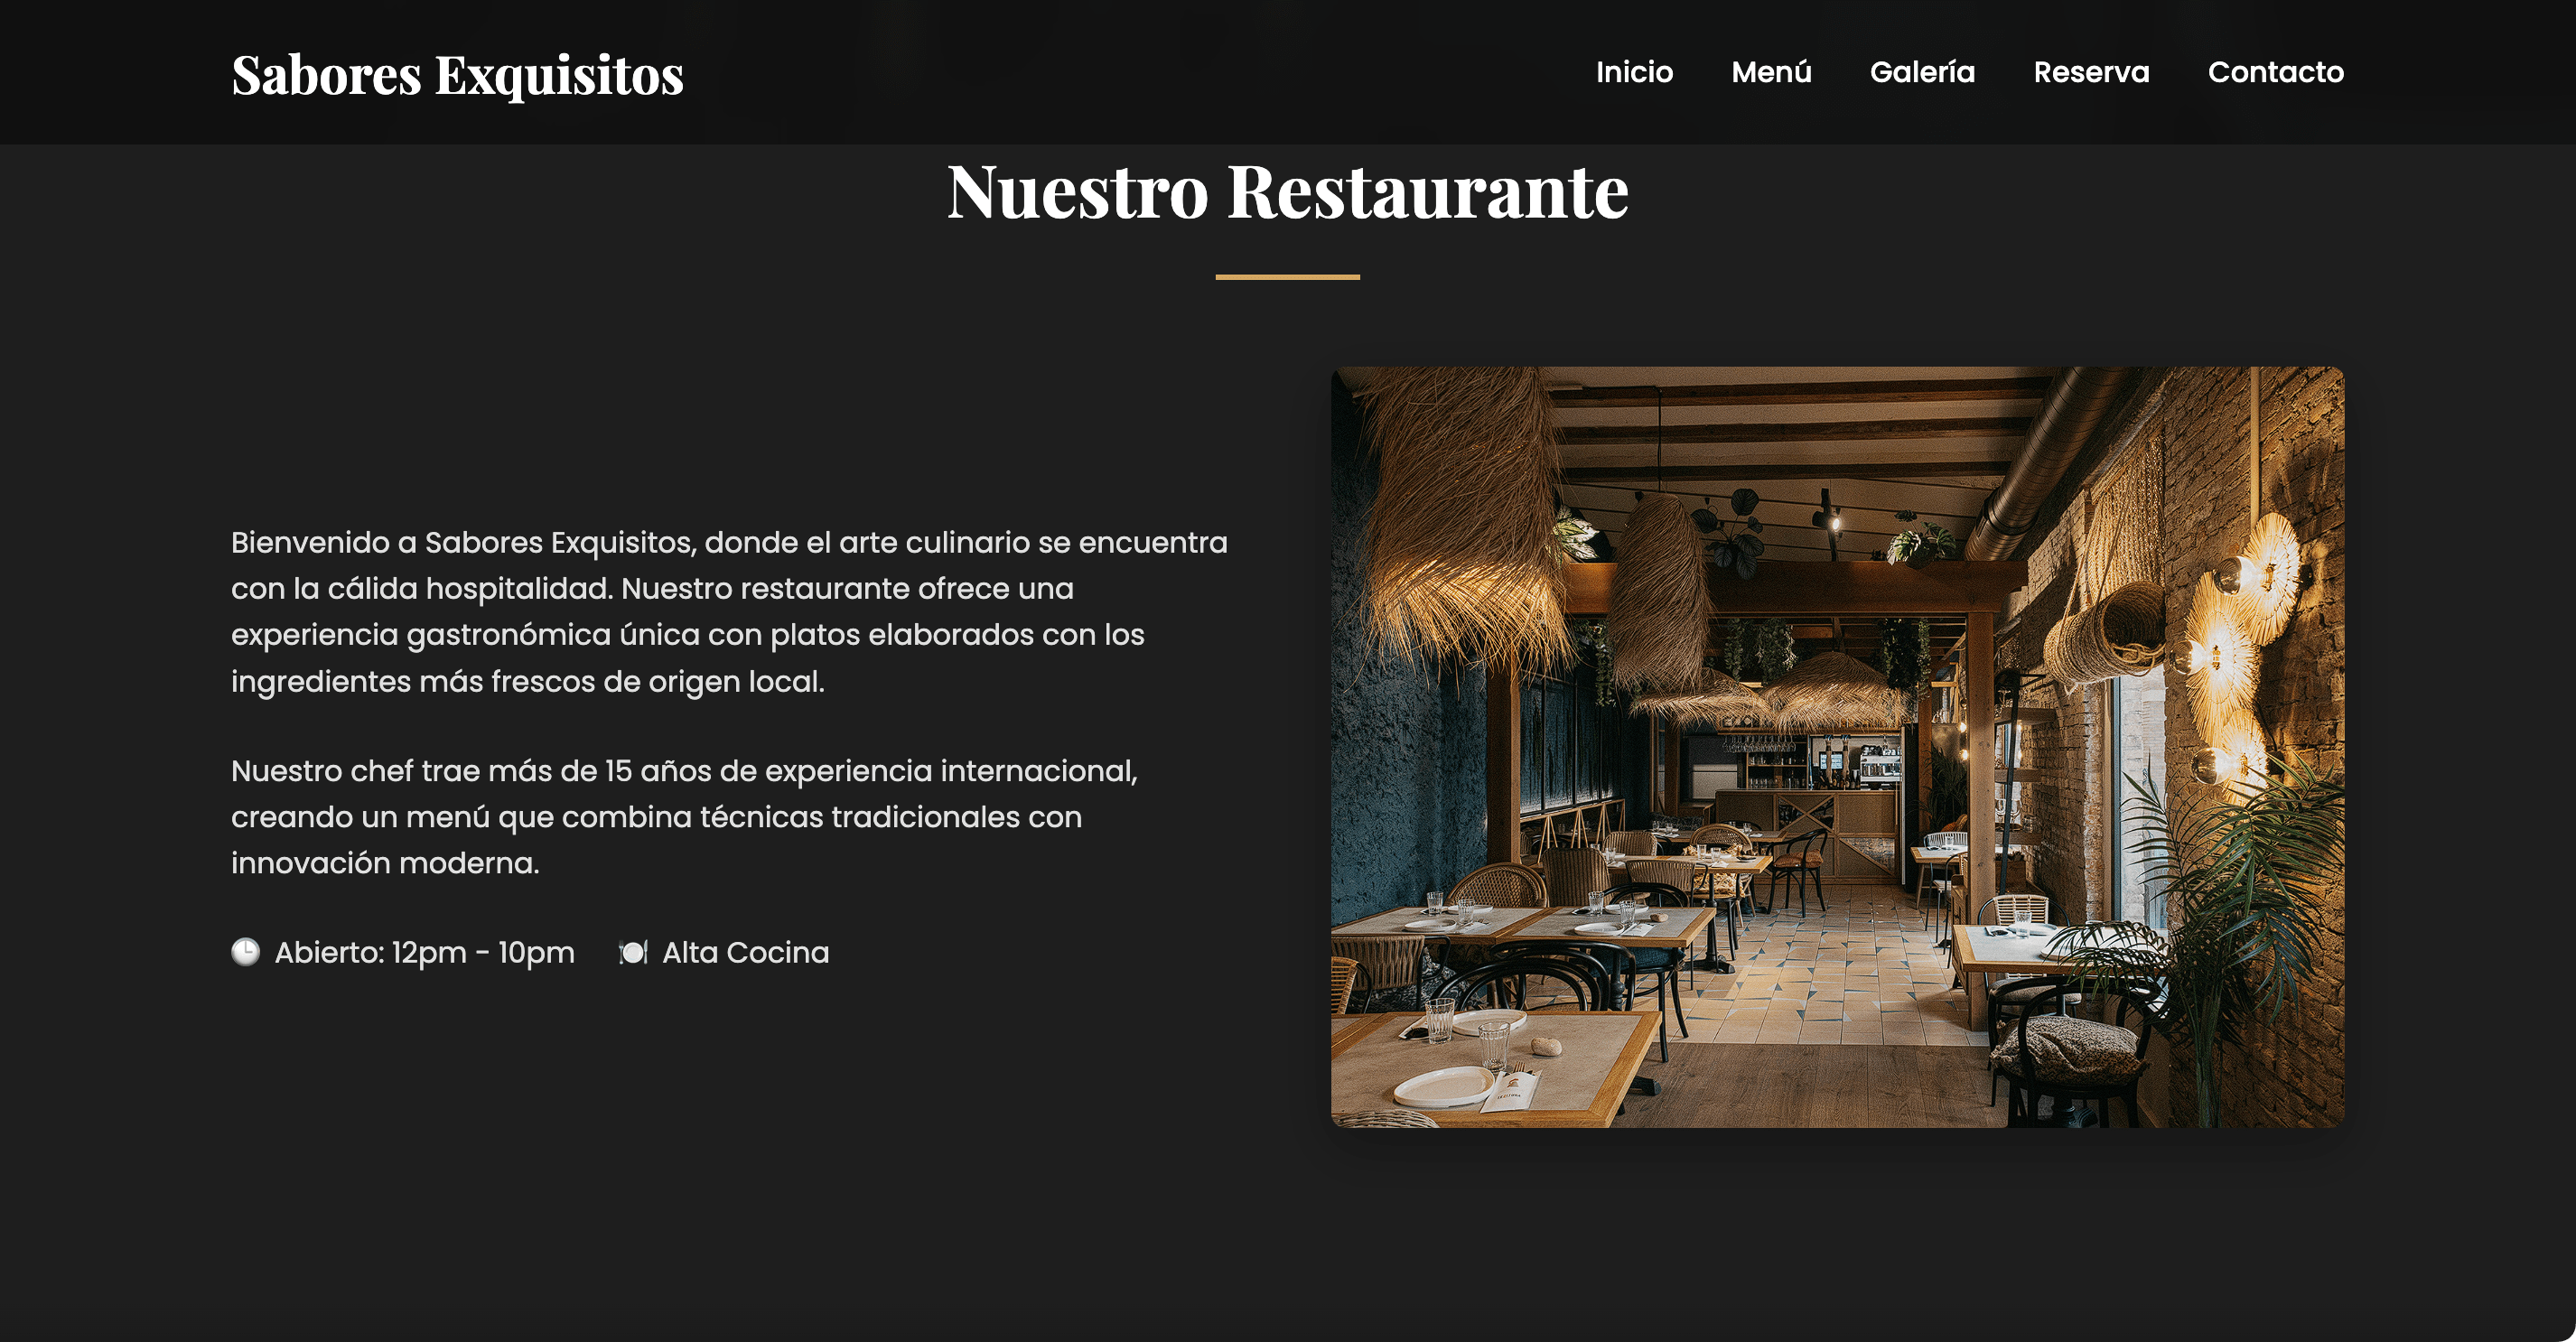 Sabores Exquisitos
Inicio
Menú
Galería
Reserva
Contacto
Nuestro Restaurante
Bienvenido a Sabores Exquisitos, donde el arte culinario se encuentra
con la cálida hospitalidad. Nuestro restaurante ofrece una
experiencia gastronómica única con platos elaborados con los
ingredientes más frescos de origen local.
Nuestro chef trae más de 15 años de experiencia internacional,
creando un menú que combina técnicas tradicionales con
innovación moderna.
Abierto: 12pm - 10pm
Alta Cocina